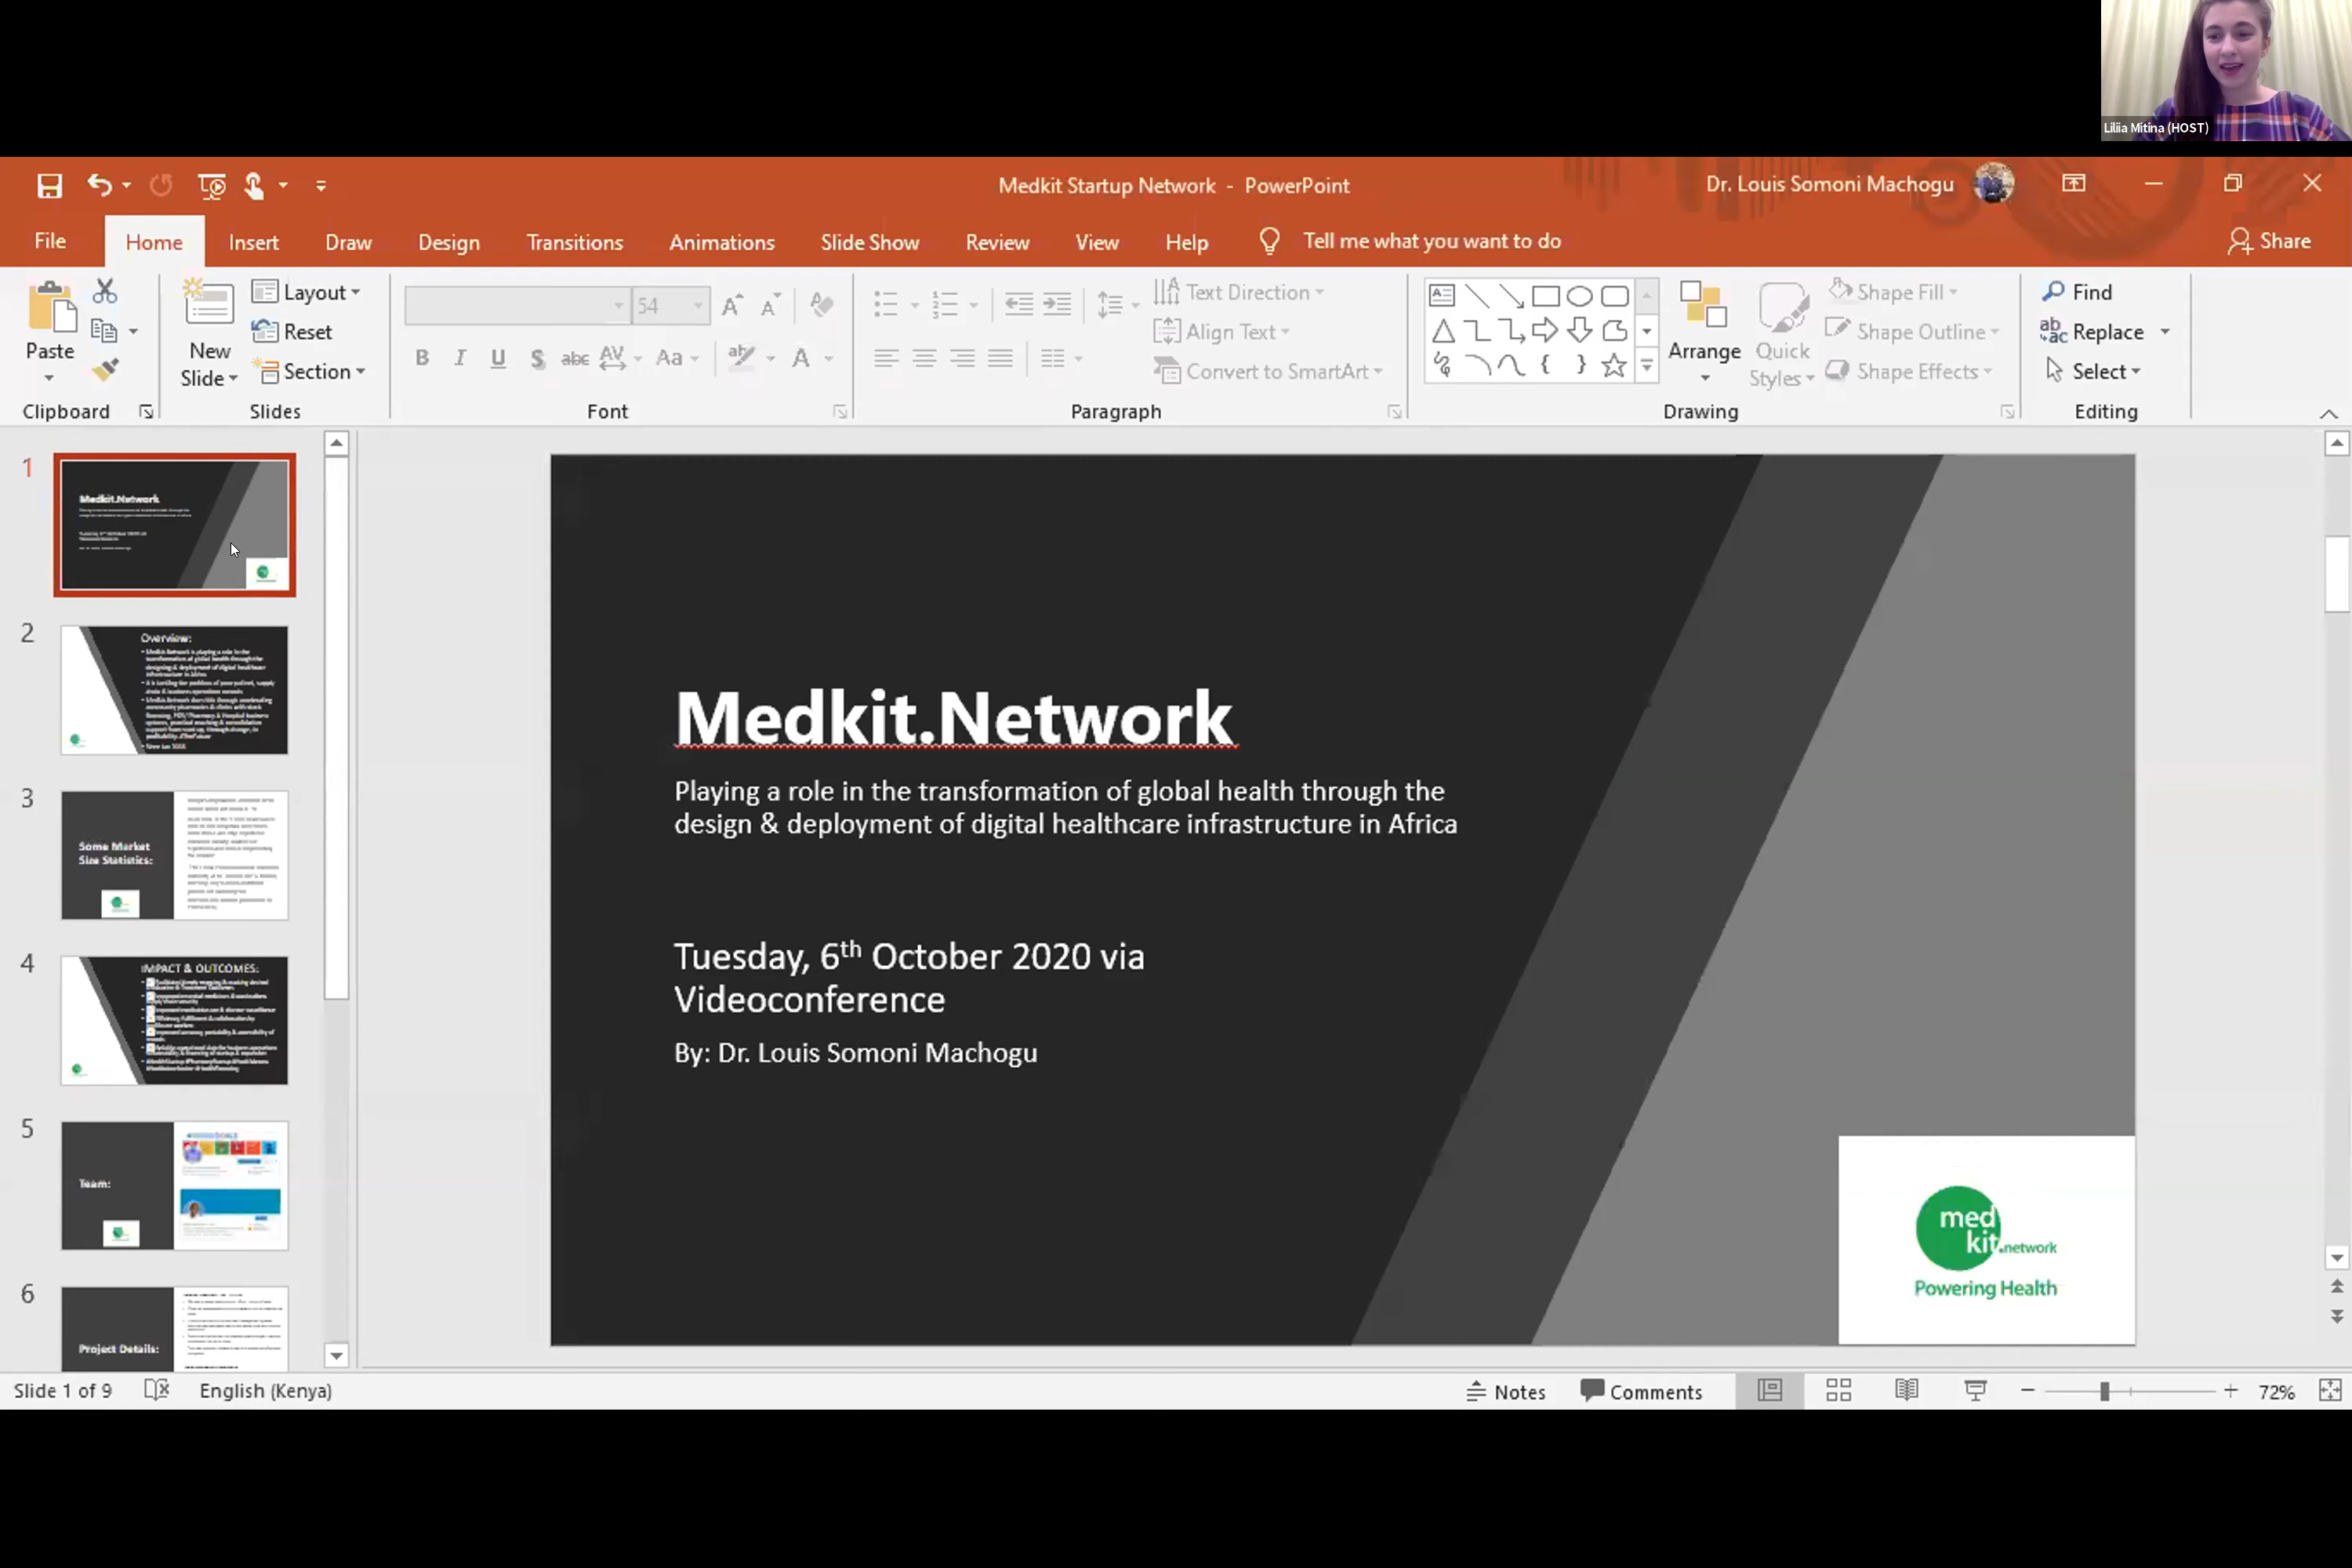 Liliia Mitina (HOST)
Medkit Startup Network - PowerPoint
Dr. Louis Somoni Machogu
File
Home
Insert
Draw
Design
Transitions
Animations
Slide Show
Review
View
Help
Tell me what you want to do
Share
Paste
New
Slide
Layout
Reset
Section
54
Text Direction
Align Text
Convert to SmartArt
Arrange
Quick
Styles
Shape Fill
Shape Outline
Shape Effects
Find
Replace
Select
Clipboard
Slides
Font
Paragraph
Drawing
Editing
1
Medkit.Network
2
Overview:
3
Some Market
Size Statistics:
4
IMPACT & OUTCOMES:
5
Team:
6
Project Details:
Medkit.Network
Playing a role in the transformation of global health through the
design & deployment of digital healthcare infrastructure in Africa
Tuesday, 6th October 2020 via
Videoconference
By: Dr. Louis Somoni Machogu
med
kit.network
Powering Health
Slide 1 of 9
English (Kenya)
Notes
Comments
72%